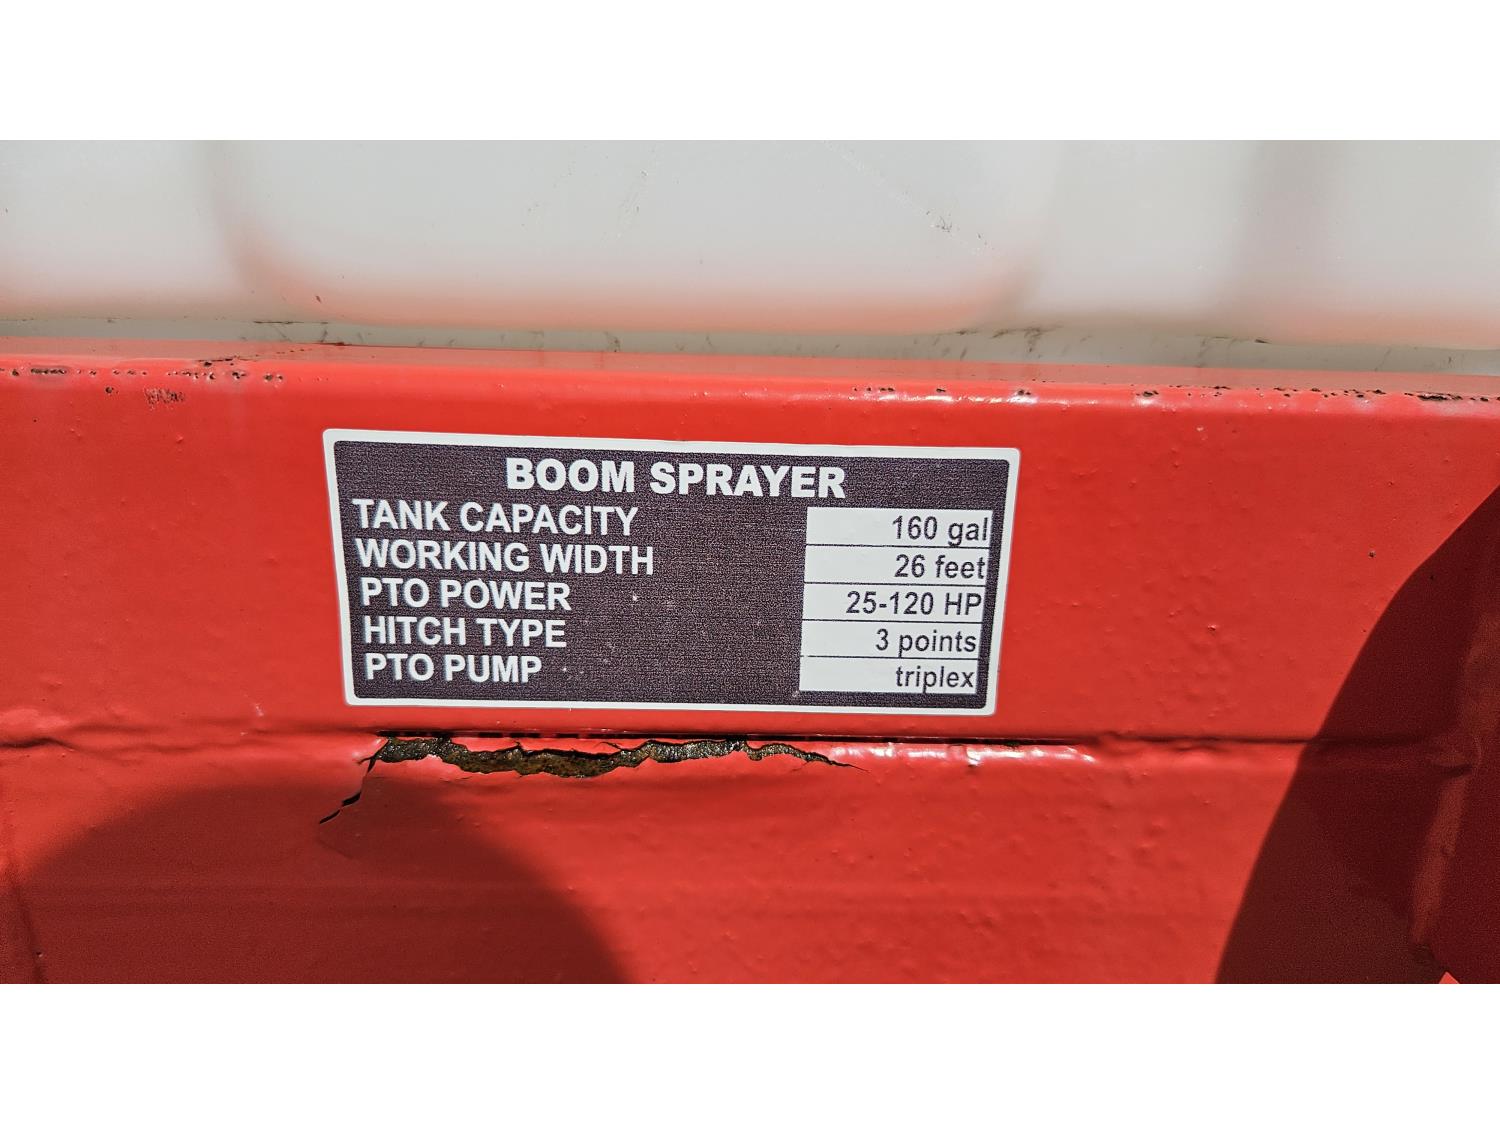 BOOM SPRAYER
TANK CAPACITY 160 gal
WORKING WIDTH 26 feet
PTO POWER 25-120 HP
HITCH TYPE 3 points
PTO PUMP triplex